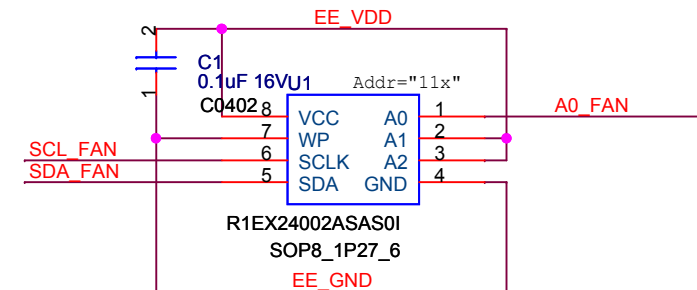 EE_VDD
2
C1
0.1uF 16V
U1
Addr="11x"
1
C0402
8
VCC
A0
1
A0_FAN
7
WP
A1
2
SCL_FAN
6
SCLK
A2
3
SDA_FAN
5
SDA
GND
4
R1EX24002ASAS0I
SOP8_1P27_6
EE_GND